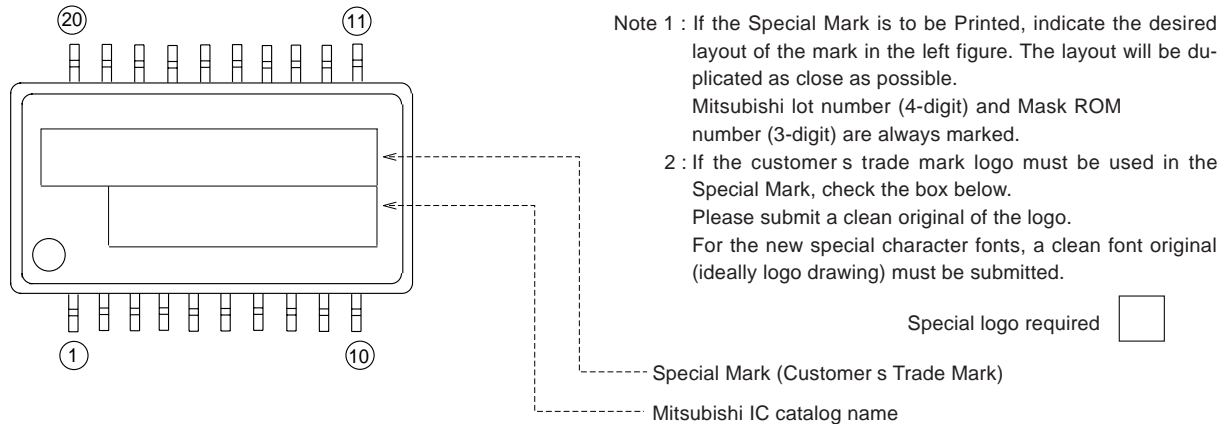 20
11
1
10
Note 1 : If the Special Mark is to be Printed, indicate the desired
layout of the mark in the left figure. The layout will be du-
plicated as close as possible.
Mitsubishi lot number (4-digit) and Mask ROM
number (3-digit) are always marked.
2 : If the customer s trade mark logo must be used in the
Special Mark, check the box below.
Please submit a clean original of the logo.
For the new special character fonts, a clean font original
(ideally logo drawing) must be submitted.
Special logo required
Special Mark (Customer s Trade Mark)
Mitsubishi IC catalog name